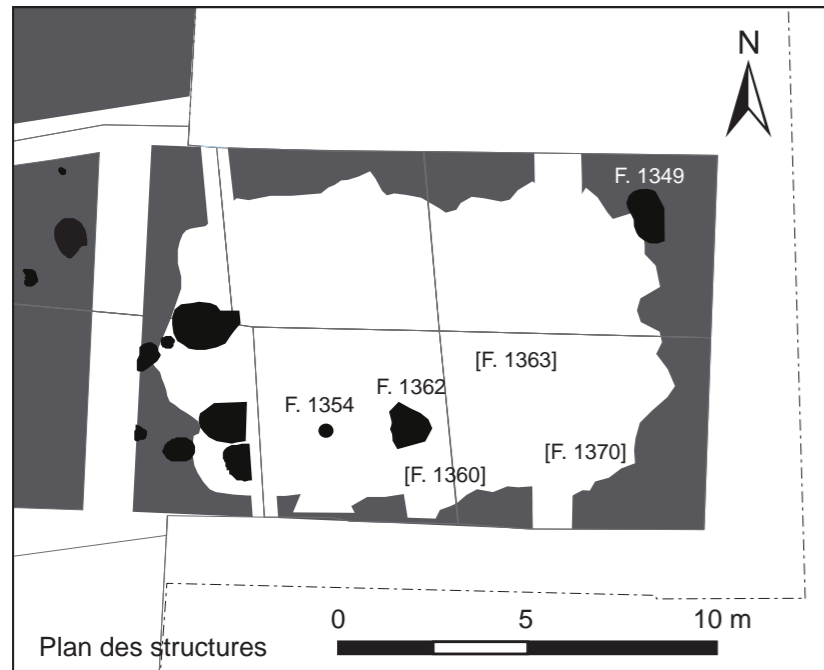 N
F. 1349
[F. 1363]
F. 1362
F. 1354
[F. 1370]
[F. 1360]
0 5 10 m
Plan des structures